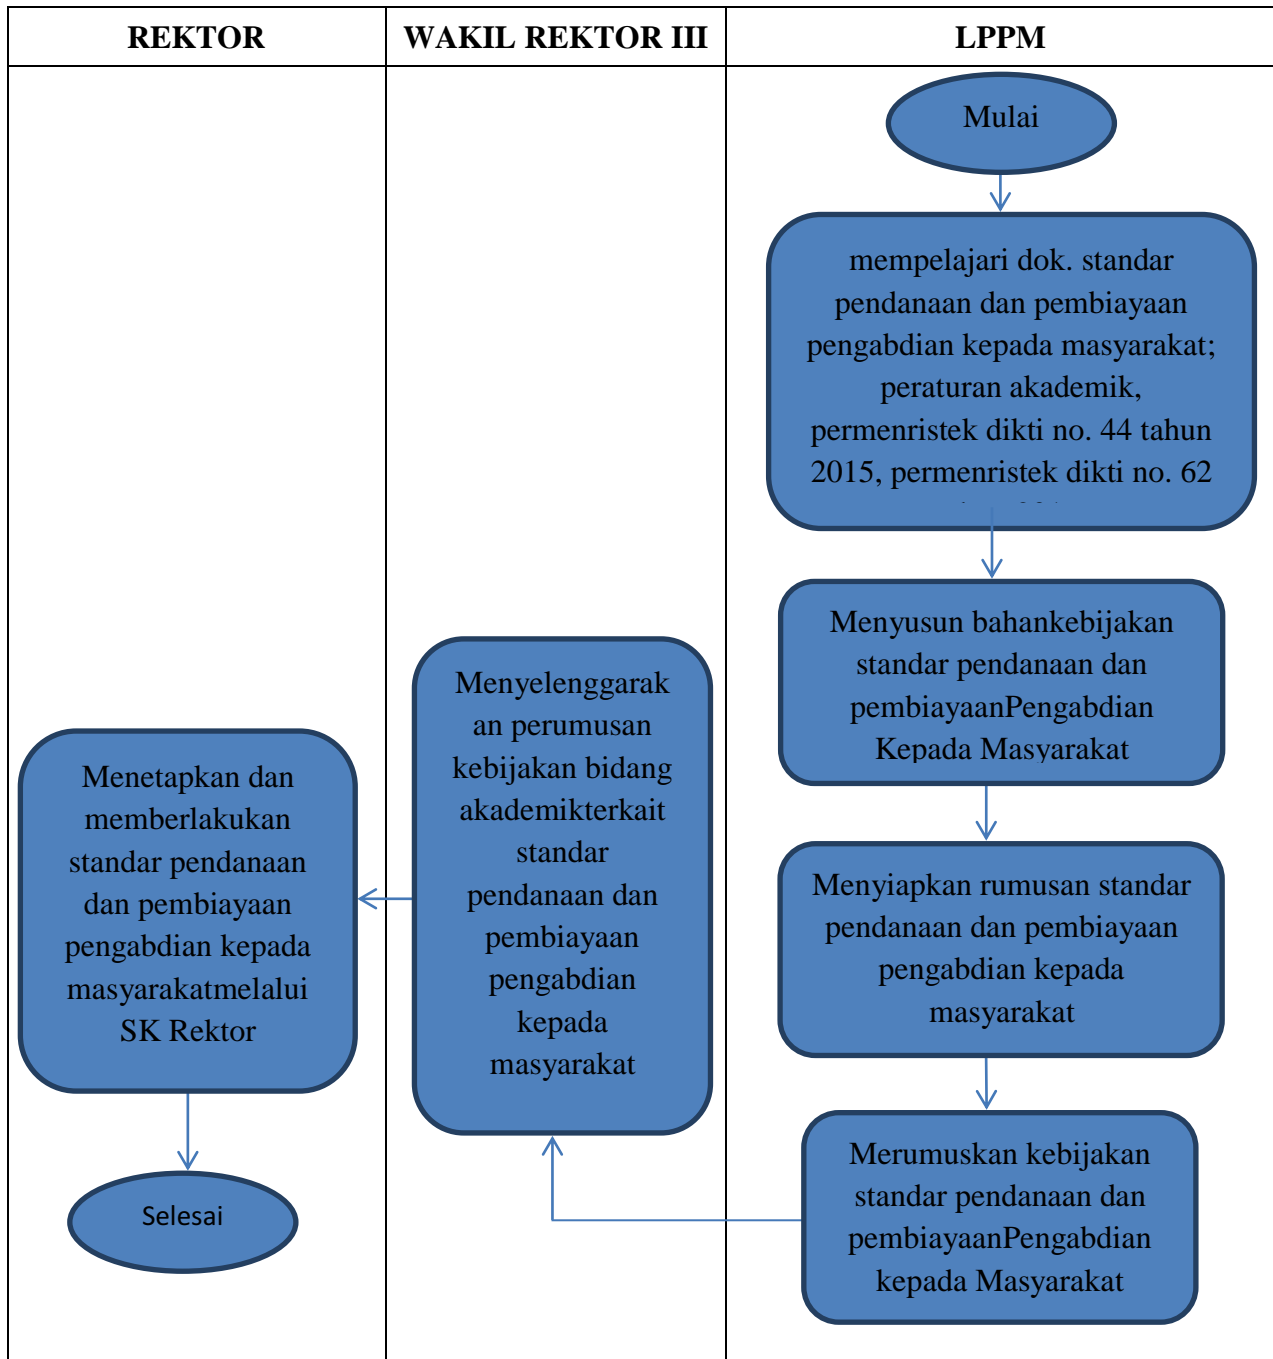 REKTOR
WAKIL REKTOR III
LPPM
Mulai
mempelajari dok. standar
pendanaan dan pembiayaan
pengabdian kepada masyarakat;
peraturan akademik,
permenristek dikti no. 44 tahun
2015, permenristek dikti no. 62
Menyusun bahankebijakan
standar pendanaan dan
pembiayaanPengabdian
Kepada Masyarakat
Menyiapkan rumusan standar
pendanaan dan pembiayaan
pengabdian kepada
masyarakat
Merumuskan kebijakan
standar pendanaan dan
pembiayaanPengabdian
kepada Masyarakat
Menyelenggarak
an perumusan
kebijakan bidang
akademikterkait
standar
pendanaan dan
pembiayaan
pengabdian
kepada
masyarakat
Menetapkan dan
memberlakukan
standar pendanaan
dan pembiayaan
pengabdian kepada
masyarakatmelalui
SK Rektor
Selesai